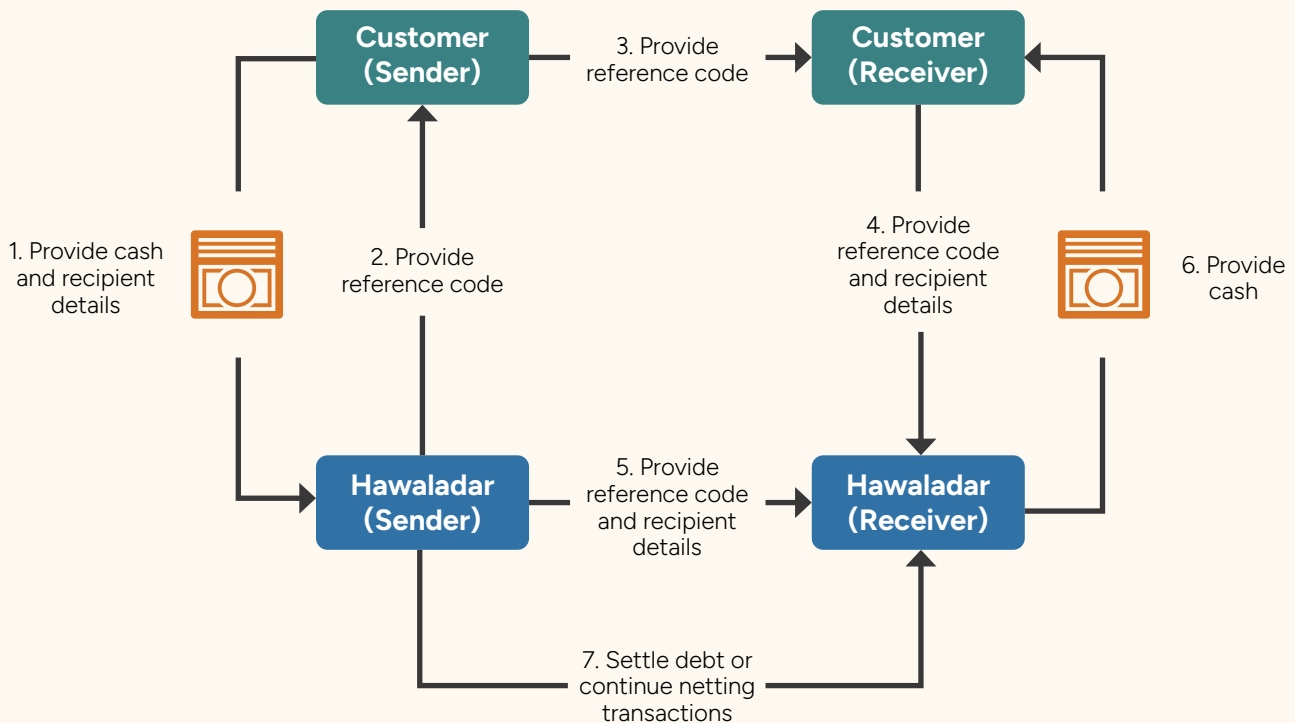 Customer
(Sender)
3. Provide
reference code
Customer
(Receiver)
1. Provide cash
and recipient
details
2. Provide
reference code
4. Provide
reference code
and recipient
details
6. Provide
cash
Hawaladar
(Sender)
5. Provide
reference code
and recipient
details
Hawaladar
(Receiver)
7. Settle debt or
continue netting
transactions